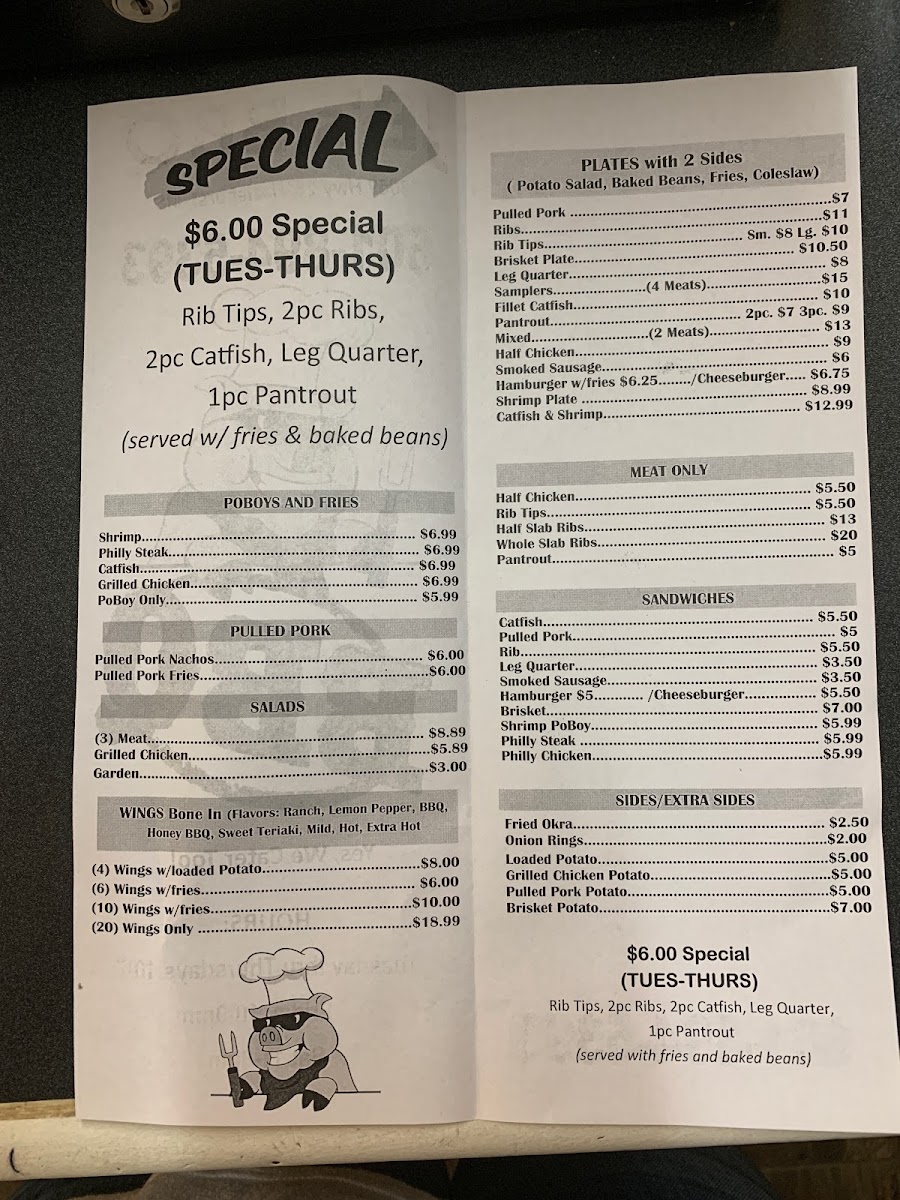 SPECIAL
$6.00 Special
(TUES-THURS)
Rib Tips, 2pc Ribs,
2pc Catfish, Leg Quarter,
1pc Pantrout
(served w/ fries & baked beans)
POBOYS AND FRIES
Shrimp.......... $6.99
Philly Steak.......... $6.99
Catfish.......... $6.99
Grilled Chicken.......... $6.99
PoBoy Only.......... $5.99
PULLED PORK
Pulled Pork Nachos.......... $6.00
Pulled Pork Fries..........$6.00
SALADS
(3) Meat.......... $8.89
Grilled Chicken..........$5.89
Garden..........$3.00
WINGS Bone In (Flavors: Ranch, Lemon Pepper, BBQ,
Honey BBQ, Sweet Teriaki, Mild, Hot, Extra Hot
(4) Wings w/loaded Potato..........$8.00
(6) Wings w/fries.......... $6.00
(10) Wings w/fries..........$10.00
(20) Wings Only ..........$18.99
PLATES with 2 Sides
( Potato Salad, Baked Beans, Fries, Coleslaw)
Pulled Pork ..........$7
Ribs..........$11
Rib Tips.......... Sm. $8 Lg. $10
Brisket Plate.......... $10.50
Leg Quarter.......... $8
Samplers..........(4 Meats)..........$15
Fillet Catfish.......... $10
Pantrout.......... 2pc. $7 3pc. $9
Mixed..........(2 Meats).......... $13
Half Chicken.......... $9
Smoked Sausage.......... $6
Hamburger w/fries $6.25......../Cheeseburger..... $6.75
Shrimp Plate .......... $8.99
Catfish & Shrimp.......... $12.99
MEAT ONLY
Half Chicken.......... $5.50
Rib Tips.......... $5.50
Half Slab Ribs.......... $13
Whole Slab Ribs.......... $20
Pantrout.......... $5
SANDWICHES
Catfish.......... $5.50
Pulled Pork.......... $5
Rib.......... $5.50
Leg Quarter.......... $3.50
Smoked Sausage.......... $3.50
Hamburger $5.......... /Cheeseburger.......... $5.50
Brisket.......... $7.00
Shrimp PoBoy.......... $5.99
Philly Steak .......... $5.99
Philly Chicken..........$5.99
SIDES/EXTRA SIDES
Fried Okra.......... $2.50
Onion Rings..........$2.00
Loaded Potato..........$5.00
Grilled Chicken Potato..........$5.00
Pulled Pork Potato..........$5.00
Brisket Potato..........$7.00
$6.00 Special
(TUES-THURS)
Rib Tips, 2pc Ribs, 2pc Catfish, Leg Quarter,
1pc Pantrout
(served with fries and baked beans)